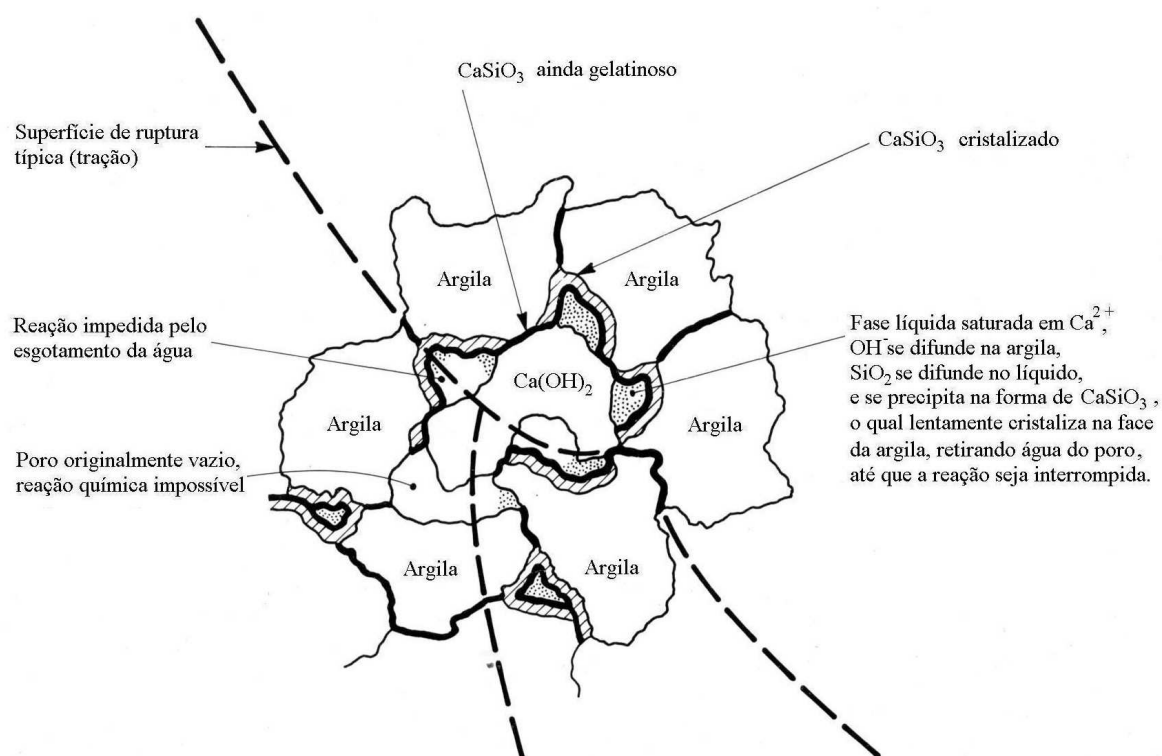 CaSiO₃ ainda gelatinoso
Superfície de ruptura
típica (tração)
CaSiO₃ cristalizado
Argila
Argila
Reação impedida pelo
esgotamento da água
Fase líquida saturada em Ca²⁺,
OH⁻ se difunde na argila,
SiO₂ se difunde no líquido,
e se precipita na forma de CaSiO₃ ,
o qual lentamente cristaliza na face
da argila, retirando água do poro,
até que a reação seja interrompida.
Ca(OH)₂
Argila
Argila
Poro originalmente vazio,
reação química impossível
Argila
Argila